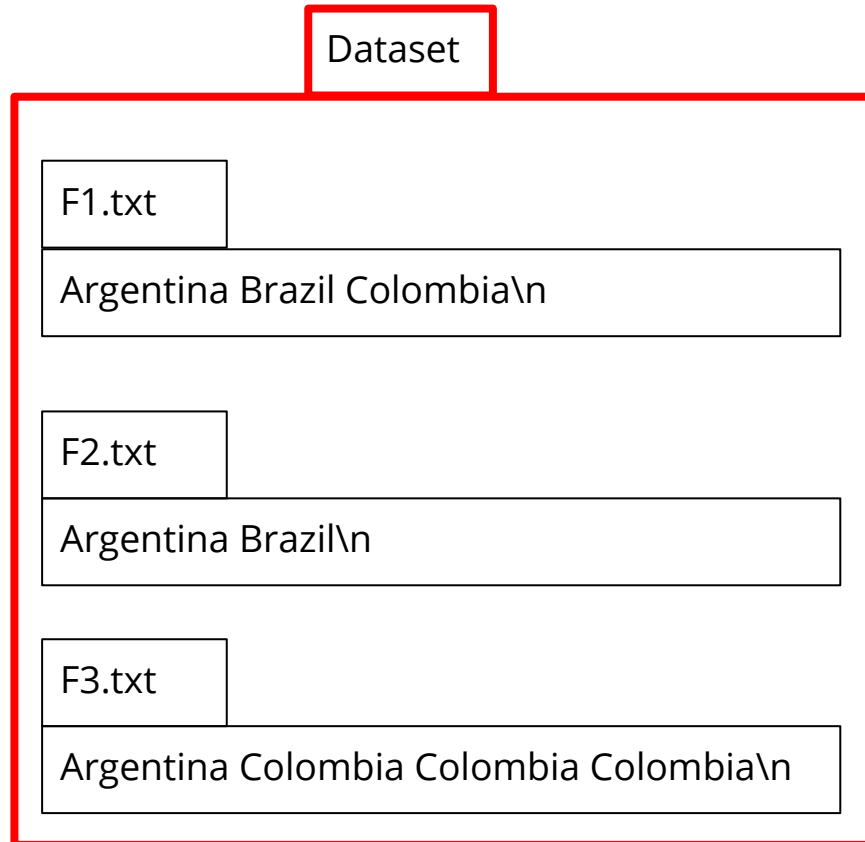 Dataset
F1.txt
Argentina Brazil Colombia\n
F2.txt
Argentina Brazil\n
F3.txt
Argentina Colombia Colombia Colombia\n